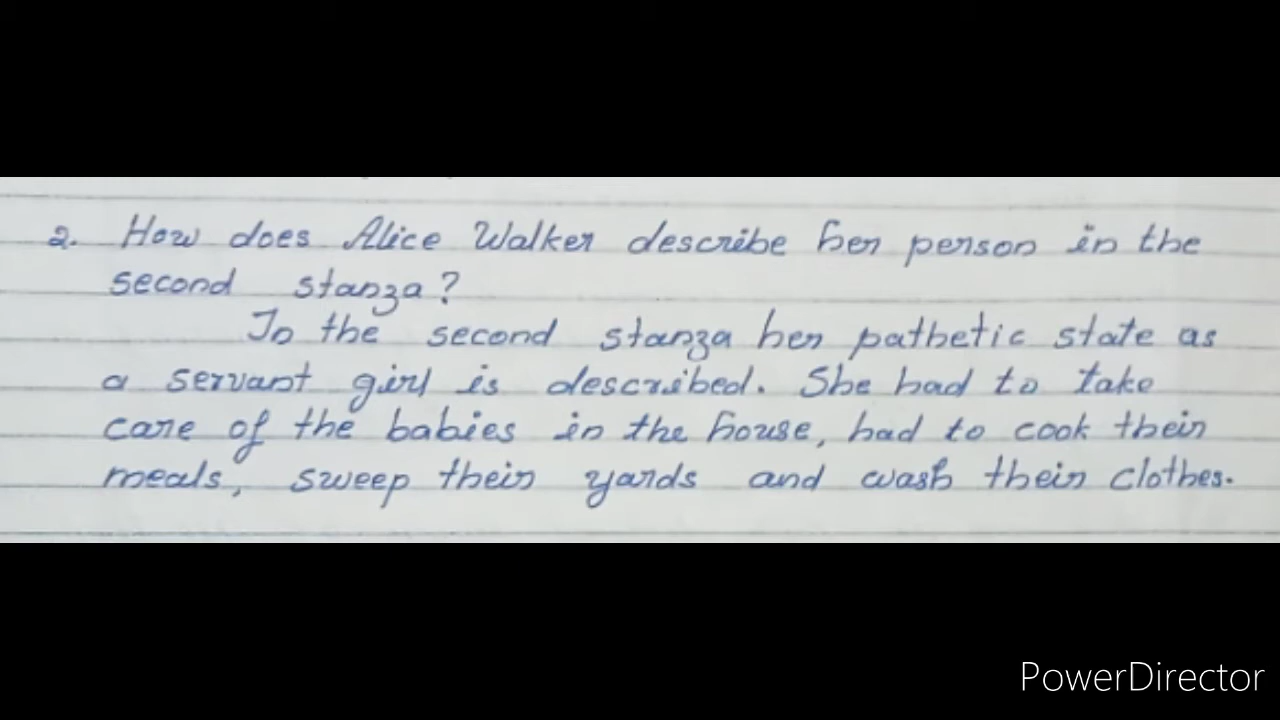 2. How does Alice Walker describe her person in the
second stanza?
In the second stanza her pathetic state as
a servant girl is described. She had to take
care of the babies in the house, had to cook their
meals, sweep their yards and wash their clothes.
PowerDirector